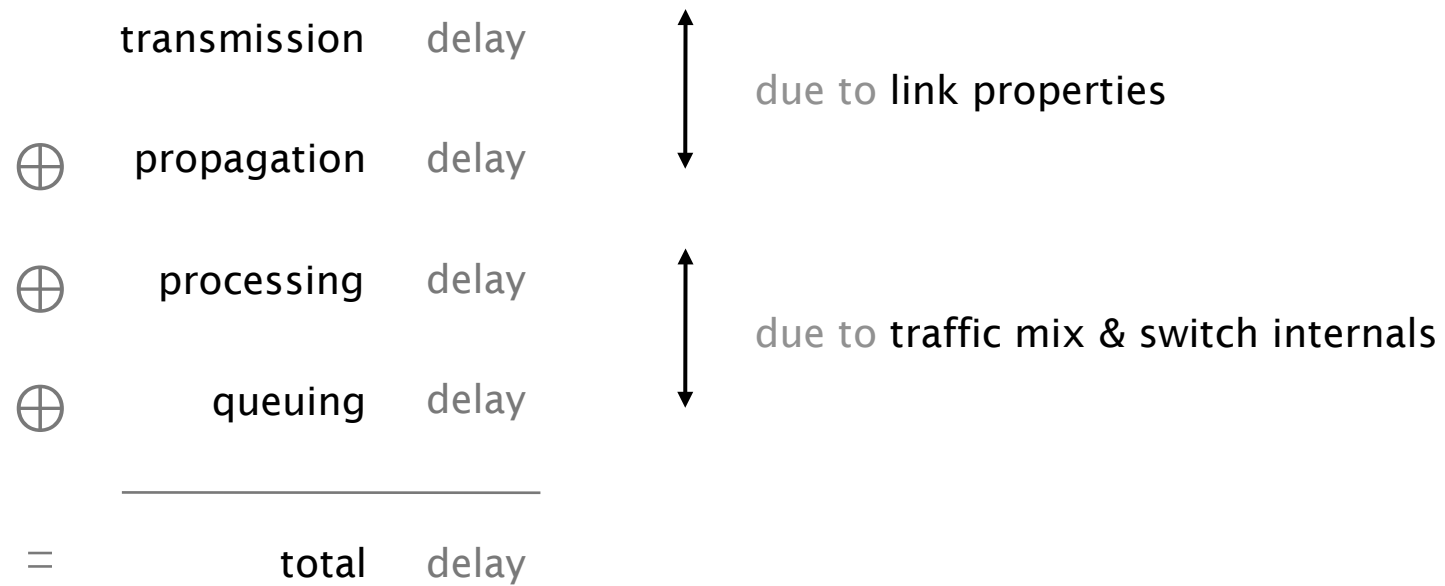 transmission delay
due to link properties
⊕ propagation delay
⊕ processing delay
due to traffic mix & switch internals
⊕ queuing delay
= total delay